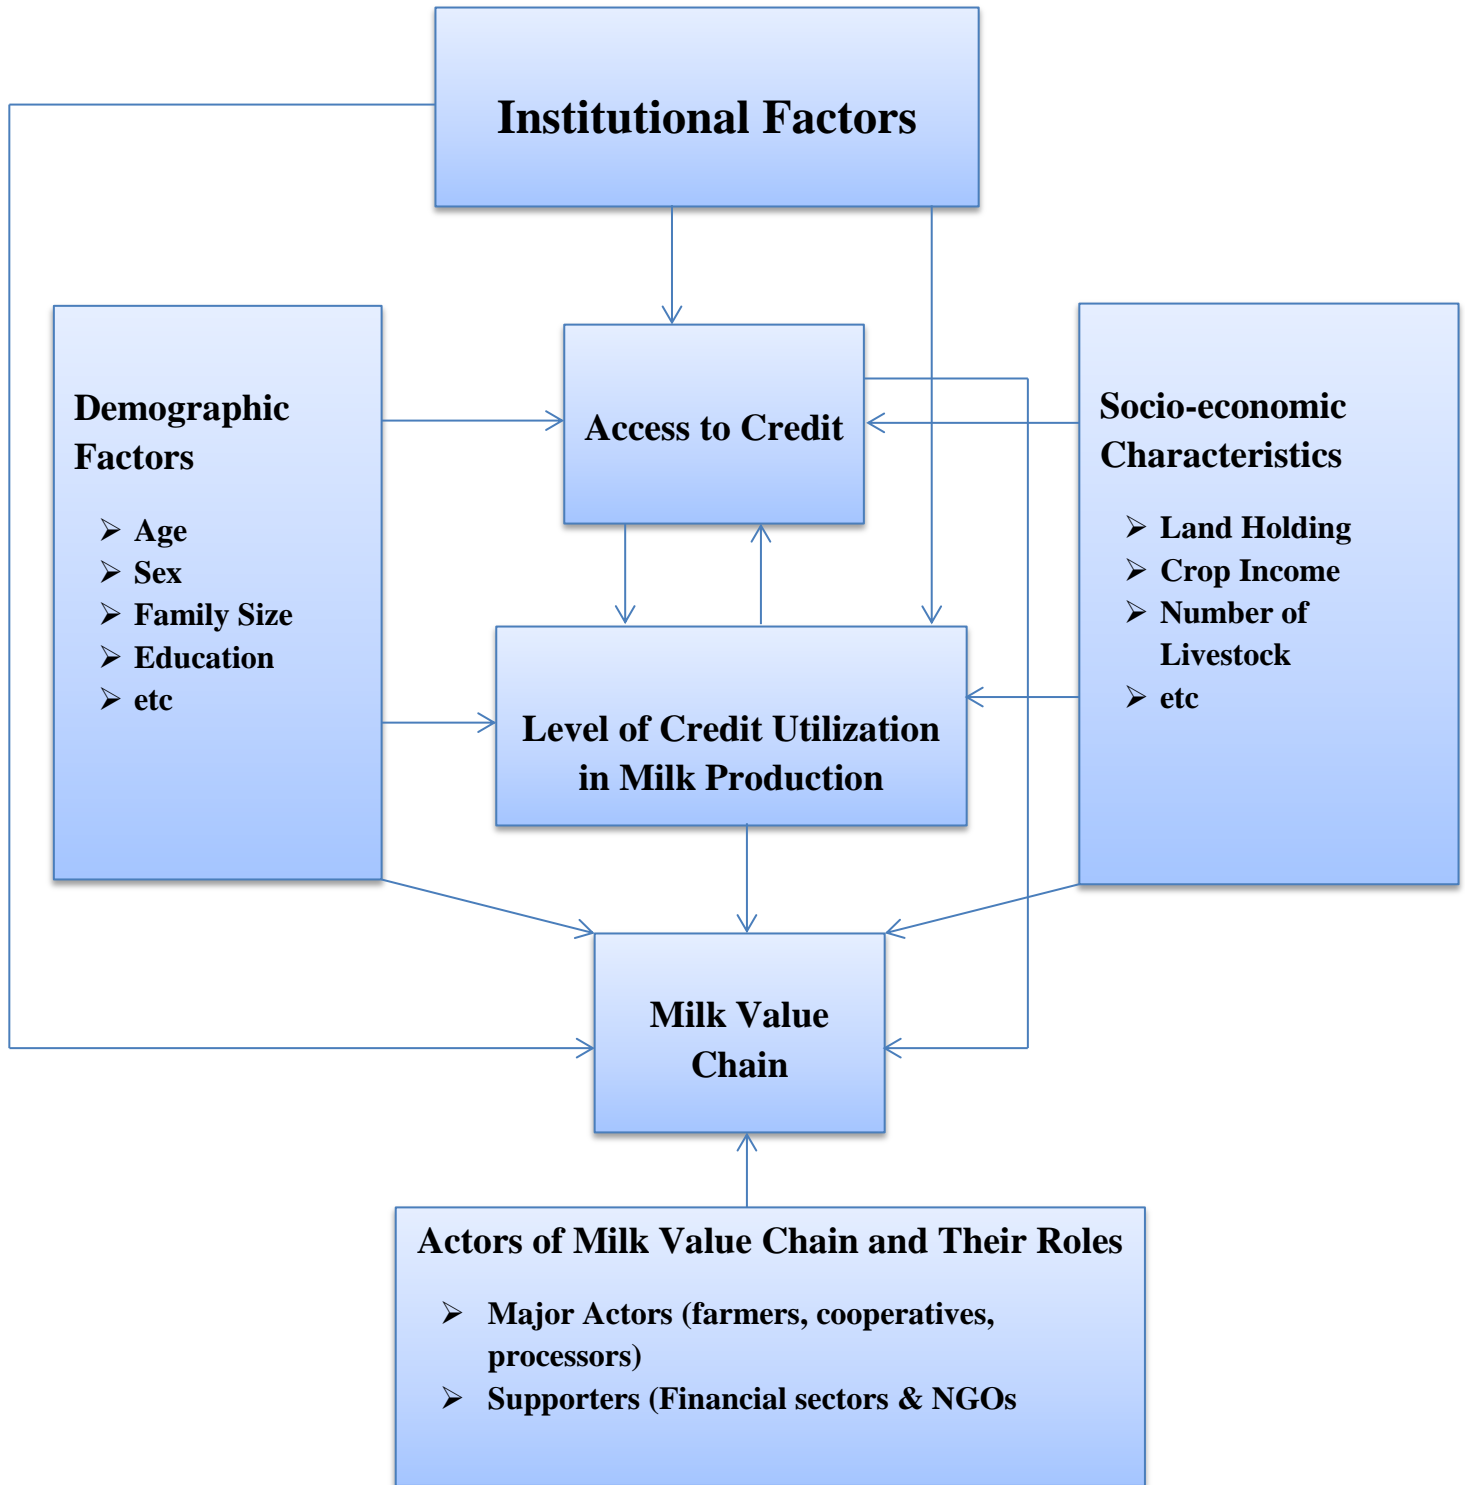 Institutional Factors
Demographic
Factors
➢ Age
➢ Sex
➢ Family Size
➢ Education
➢ etc
Access to Credit
Socio-economic
Characteristics
➢ Land Holding
➢ Crop Income
➢ Number of
Livestock
➢ etc
Level of Credit Utilization
in Milk Production
Milk Value
Chain
Actors of Milk Value Chain and Their Roles
➢ Major Actors (farmers, cooperatives,
processors)
➢ Supporters (Financial sectors & NGOs